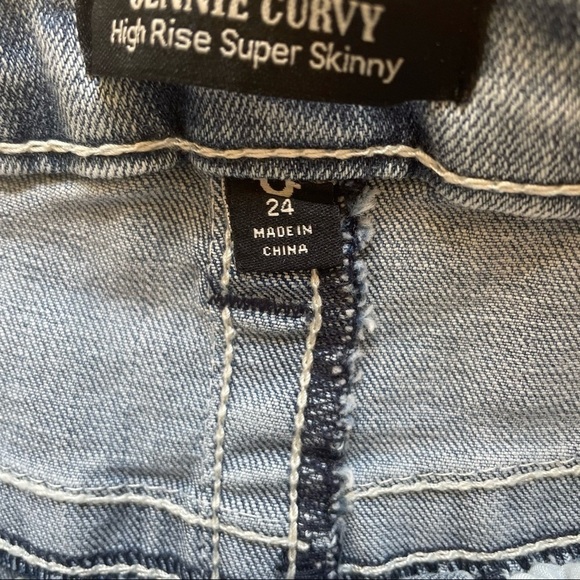 JENNIE CURVY
High Rise Super Skinny
24
MADE IN
CHINA